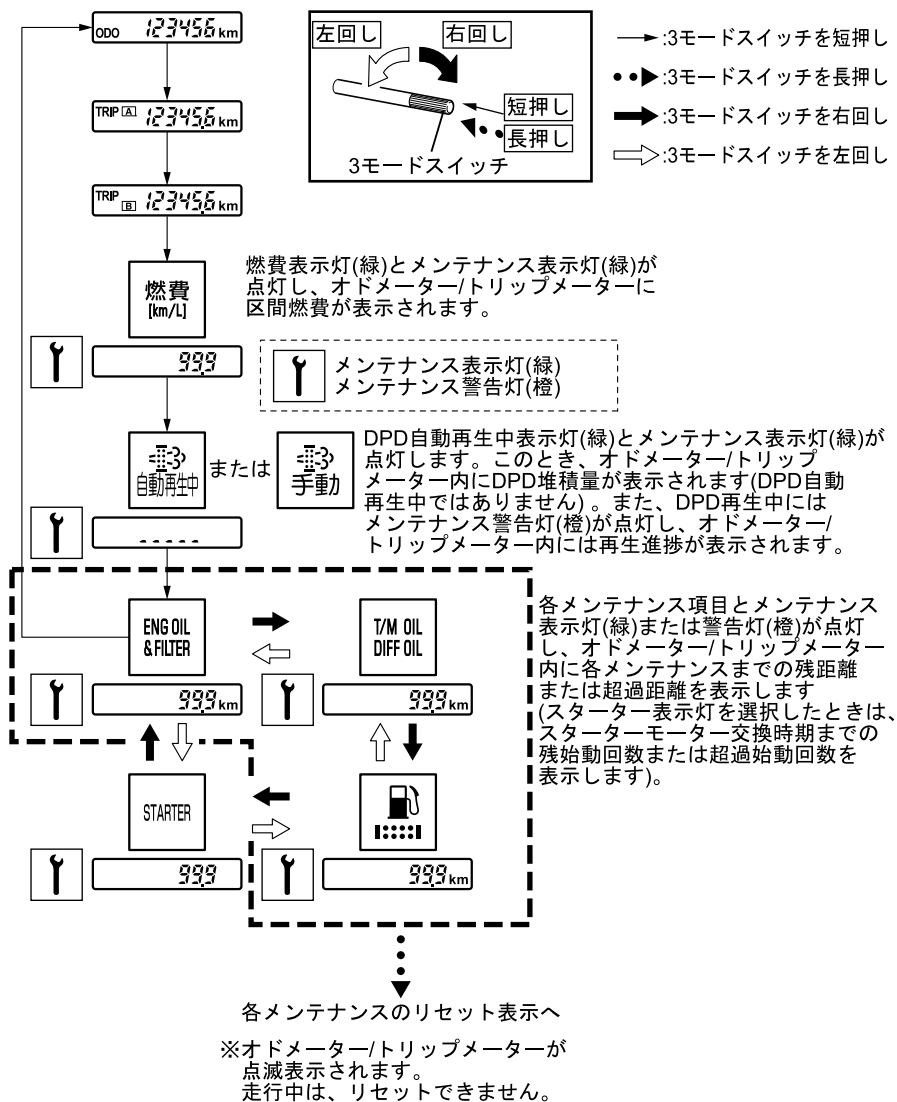 ODO 123456 km
TRIP A 12345.6 km
TRIP B 12345.6 km
左回し
右回し
短押し
長押し
3モードスイッチ
:3モードスイッチを短押し
:3モードスイッチを長押し
:3モードスイッチを右回し
:3モードスイッチを左回し
燃費
[km/L]
99.9
燃費表示灯(緑)とメンテナンス表示灯(緑)が
点灯し、オドメーター/トリップメーターに
区間燃費が表示されます。
メンテナンス表示灯(緑)
メンテナンス警告灯(橙)
自動再生中
または
手動
-----
DPD自動再生中表示灯(緑)とメンテナンス表示灯(緑)が
点灯します。このとき、オドメーター/トリップ
メーター内にDPD堆積量が表示されます(DPD自動
再生中ではありません)。また、DPD再生中には
メンテナンス警告灯(橙)が点灯し、オドメーター/
トリップメーター内には再生進捗が表示されます。
ENG OIL
& FILTER
99.9 km
T/M OIL
DIFF OIL
99.9 km
各メンテナンス項目とメンテナンス
表示灯(緑)または警告灯(橙)が点灯
し、オドメーター/トリップメーター
内に各メンテナンスまでの残距離
または超過距離を表示します
(スターター表示灯を選択したときは、
スターターモーター交換時期までの
残始動回数または超過始動回数を
表示します)。
STARTER
99.9
99.9 km
各メンテナンスのリセット表示へ
※オドメーター/トリップメーターが
点滅表示されます。
走行中は、リセットできません。